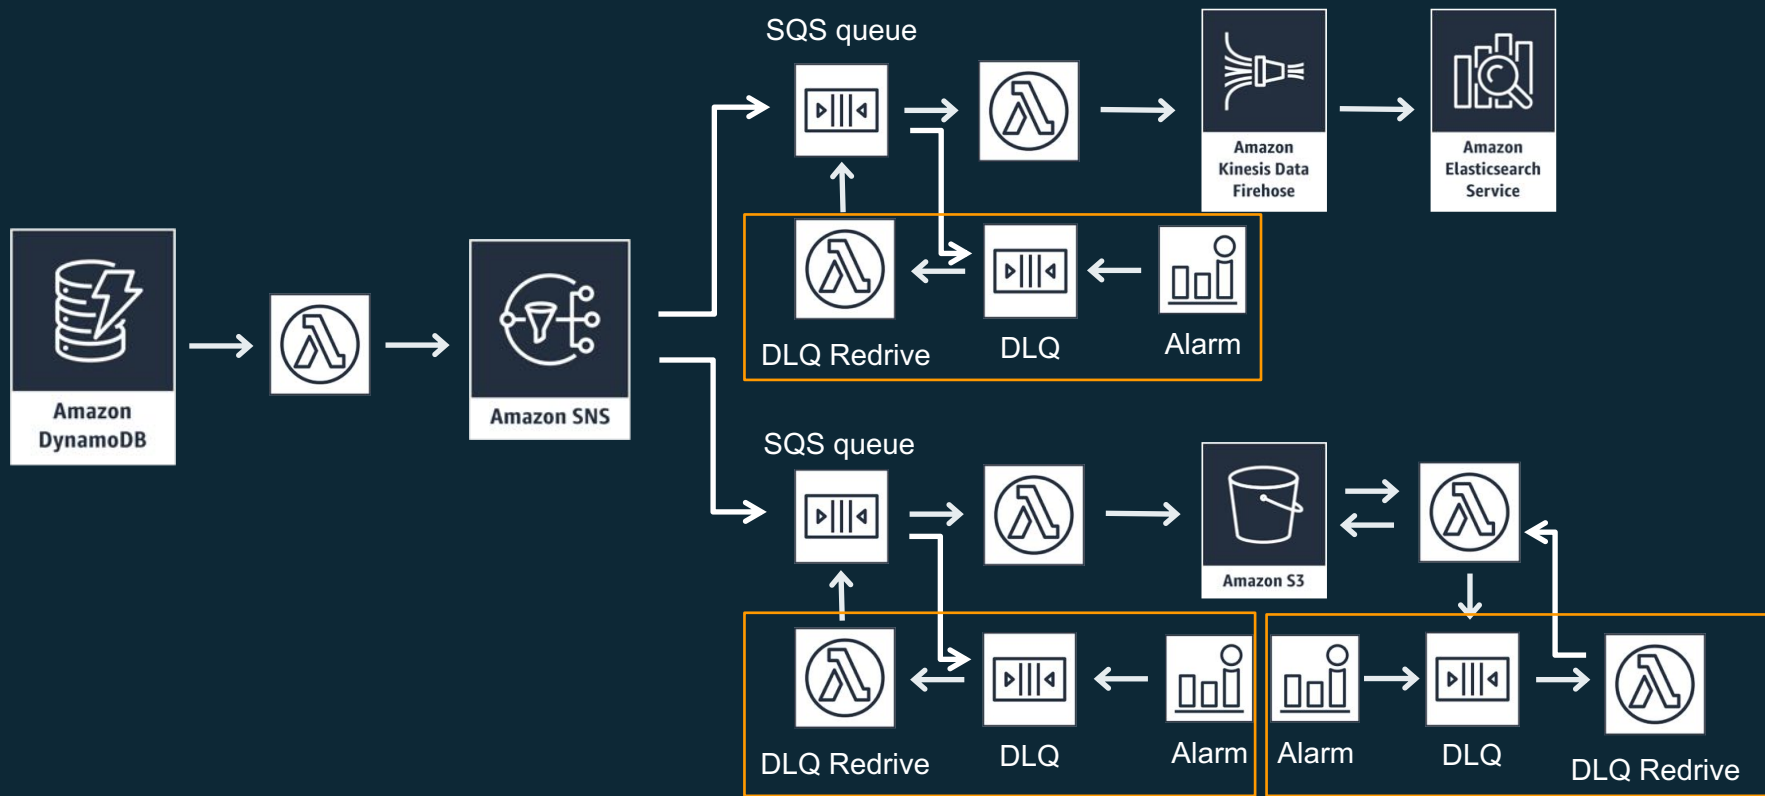 SQS queue
Amazon
Kinesis Data
Firehose
Amazon
Elasticsearch
Service
DLQ Redrive
DLQ
Alarm
Amazon
DynamoDB
Amazon SNS
SQS queue
Amazon S3
DLQ Redrive
DLQ
Alarm
Alarm
DLQ
DLQ Redrive